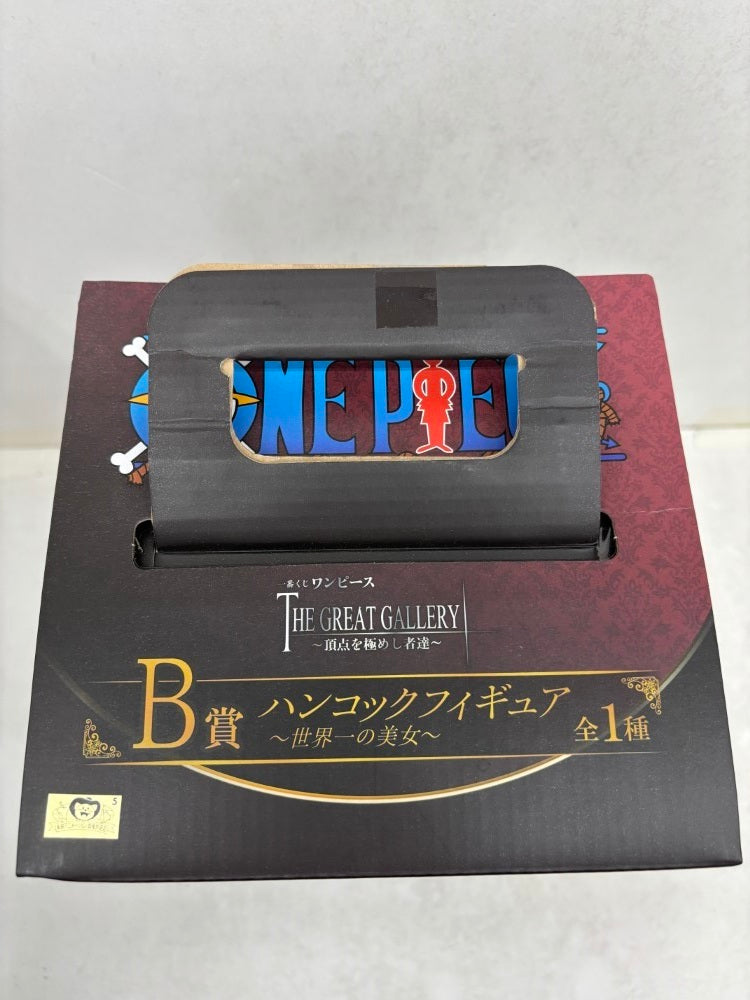 ONE PIE
一番くじ ワンピース
THE GREAT GALLERY
～頂点を極めし者達～
B賞 ハンコックフィギュア 全1種
～世界一の美女～
S